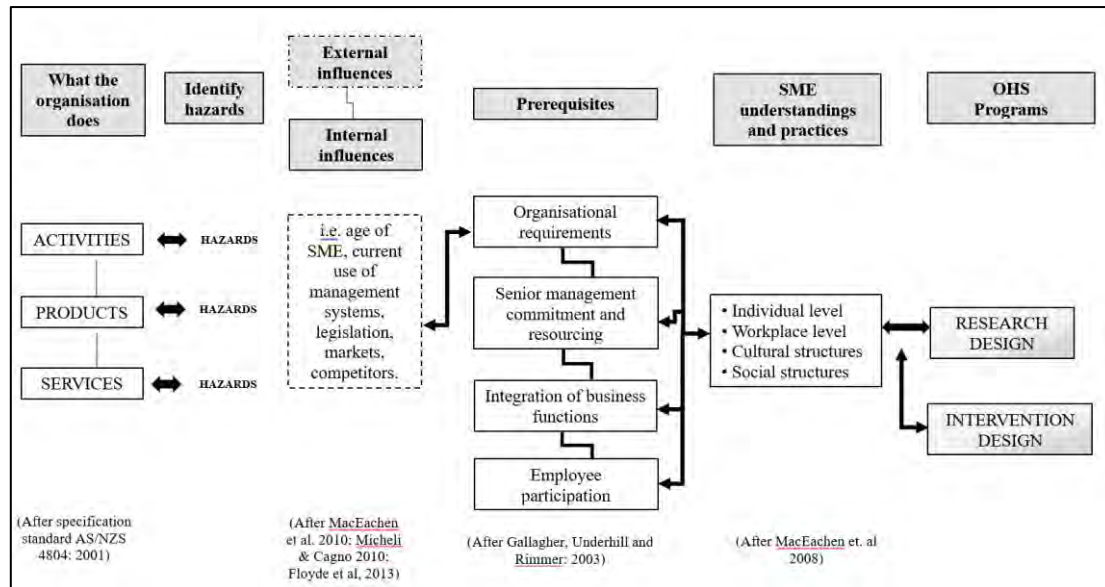 What the
organisation
does
Identify
hazards
External
influences
Internal
influences
Prerequisites
SME
understandings
and practices
OHS
Programs
ACTIVITIES
HAZARDS
PRODUCTS
HAZARDS
SERVICES
HAZARDS
i.e. age of
SME, current
use of
management
systems,
legislation,
markets,
competitors.
Organisational
requirements
Senior management
commitment and
resourcing
Integration of business
functions
Employee
participation
• Individual level
• Workplace level
• Cultural structures
• Social structures
RESEARCH
DESIGN
INTERVENTION
DESIGN
(After specification
standard AS/NZS
4804: 2001)
(After MacEachen
et al. 2010; Micheli
& Cagno 2010;
Floyde et al, 2013)
(After Gallagher, Underhill and
Rimmer: 2003)
(After MacEachen et. al
2008)